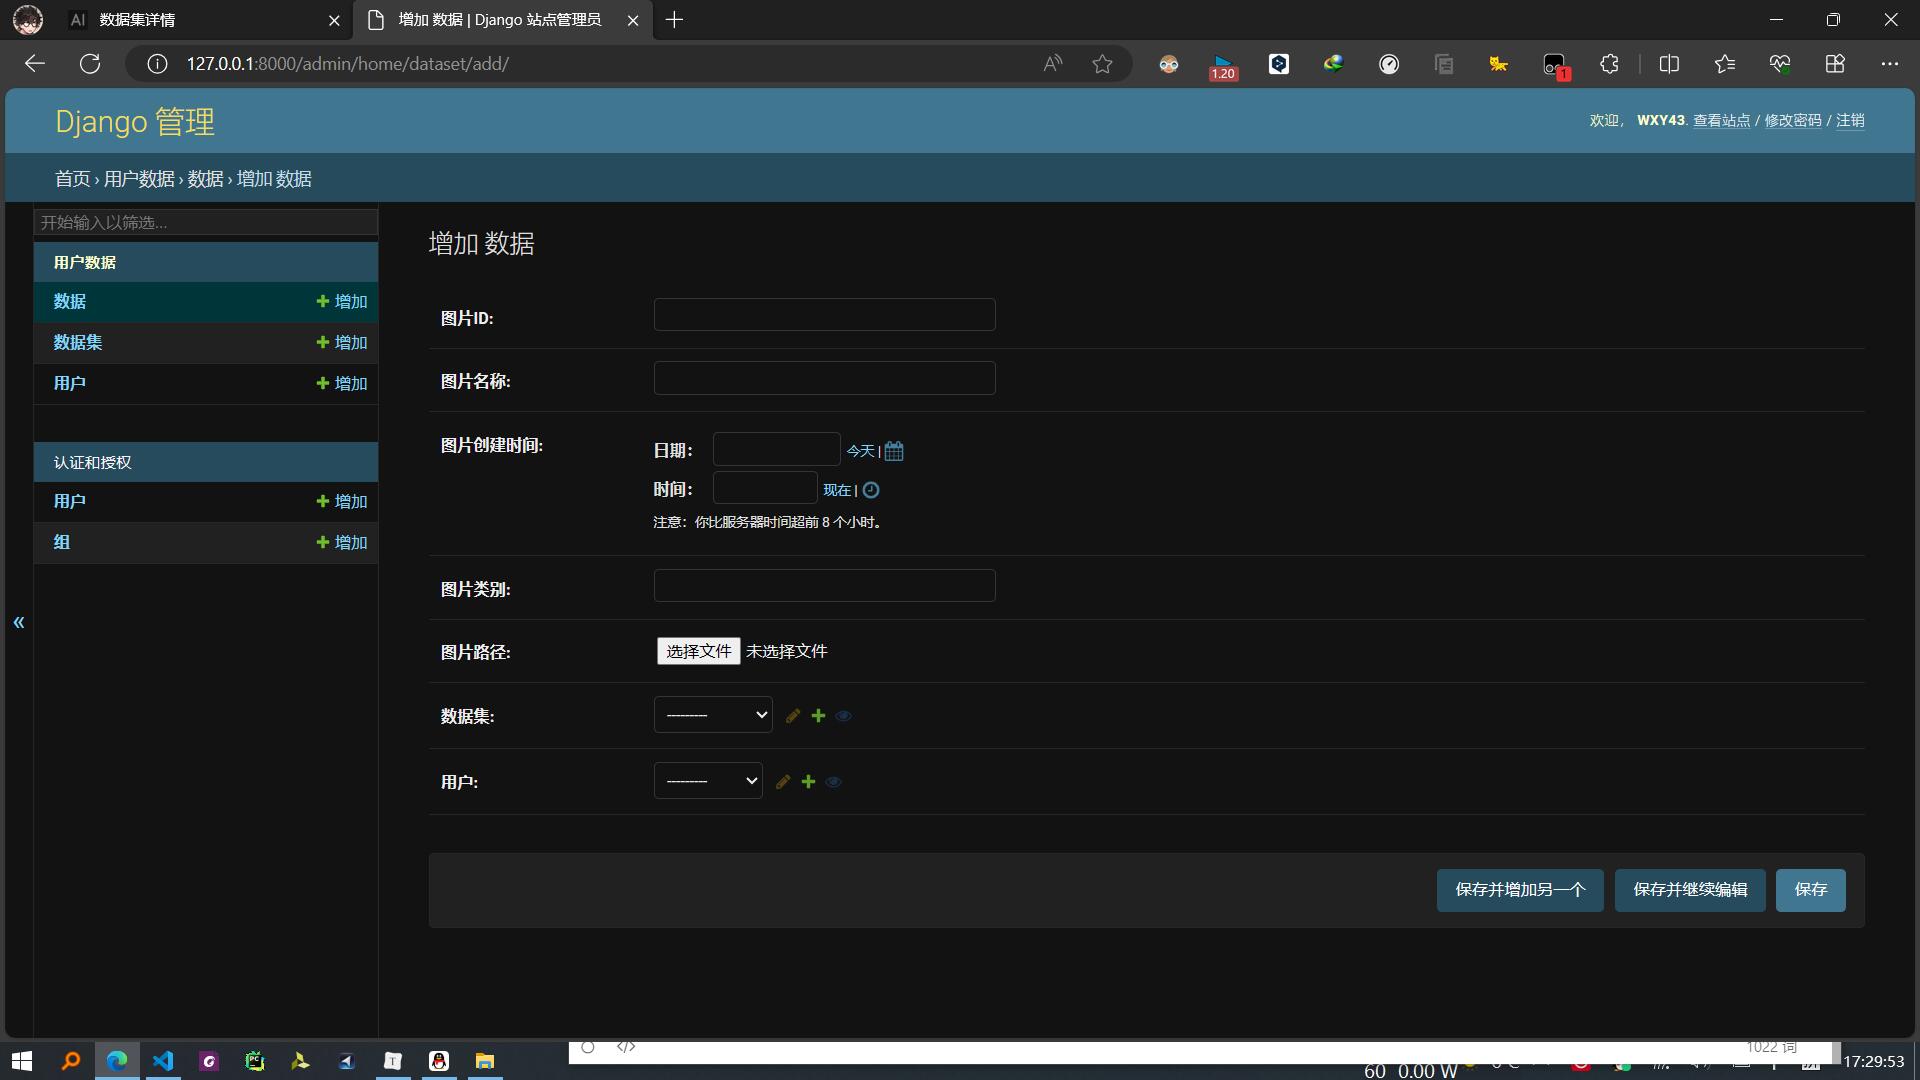 数据集详情
增加 数据 | Django 站点管理员
127.0.0.1:8000/admin/home/dataset/add/
1.20
1
Django 管理
欢迎， WXY43. 查看站点 / 修改密码 / 注销
首页 › 用户数据 › 数据 › 增加 数据
开始输入以筛选...
用户数据
数据 增加
数据集 增加
用户 增加
认证和授权
用户 增加
组 增加
«
增加 数据
图片ID:
图片名称:
图片创建时间:
日期： 今天 |
时间： 现在 |
注意：你比服务器时间超前 8 个小时。
图片类别:
图片路径: 选择文件 未选择文件
数据集: ---------
用户: ---------
保存并增加另一个 保存并继续编辑 保存
</> 1022 词
60 0.00 W
17:29:53